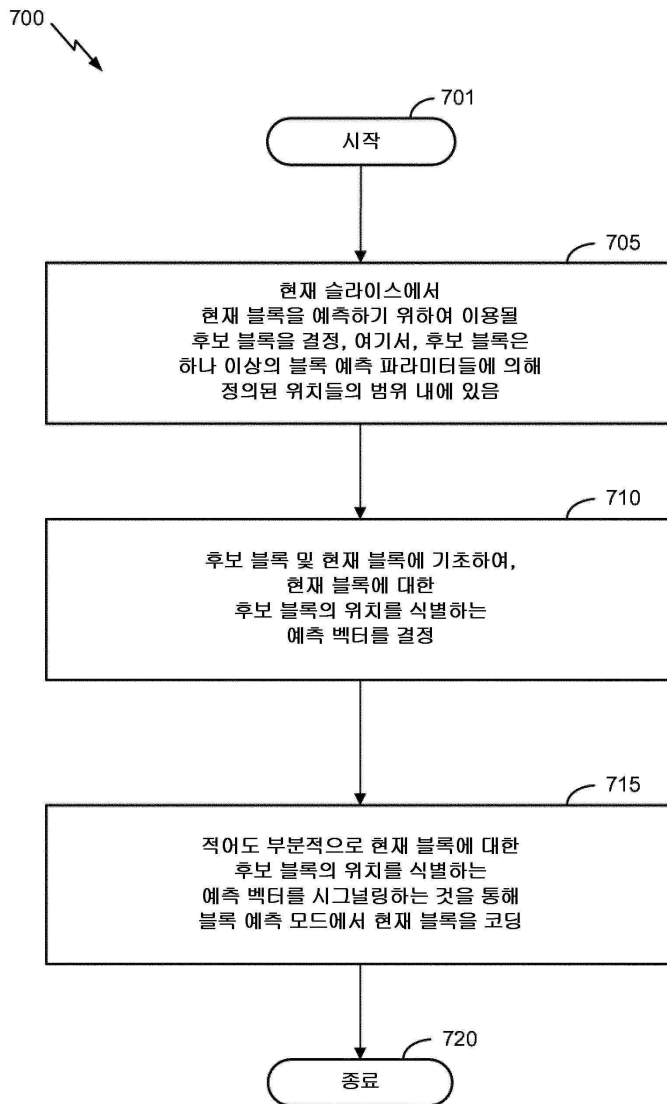 700
701
시작
705
현재 슬라이스에서
현재 블록을 예측하기 위하여 이용될
후보 블록을 결정, 여기서, 후보 블록은
하나 이상의 블록 예측 파라미터들에 의해
정의된 위치들의 범위 내에 있음
710
후보 블록 및 현재 블록에 기초하여,
현재 블록에 대한
후보 블록의 위치를 식별하는
예측 벡터를 결정
715
적어도 부분적으로 현재 블록에 대한
후보 블록의 위치를 식별하는
예측 벡터를 시그널링하는 것을 통해
블록 예측 모드에서 현재 블록을 코딩
720
종료